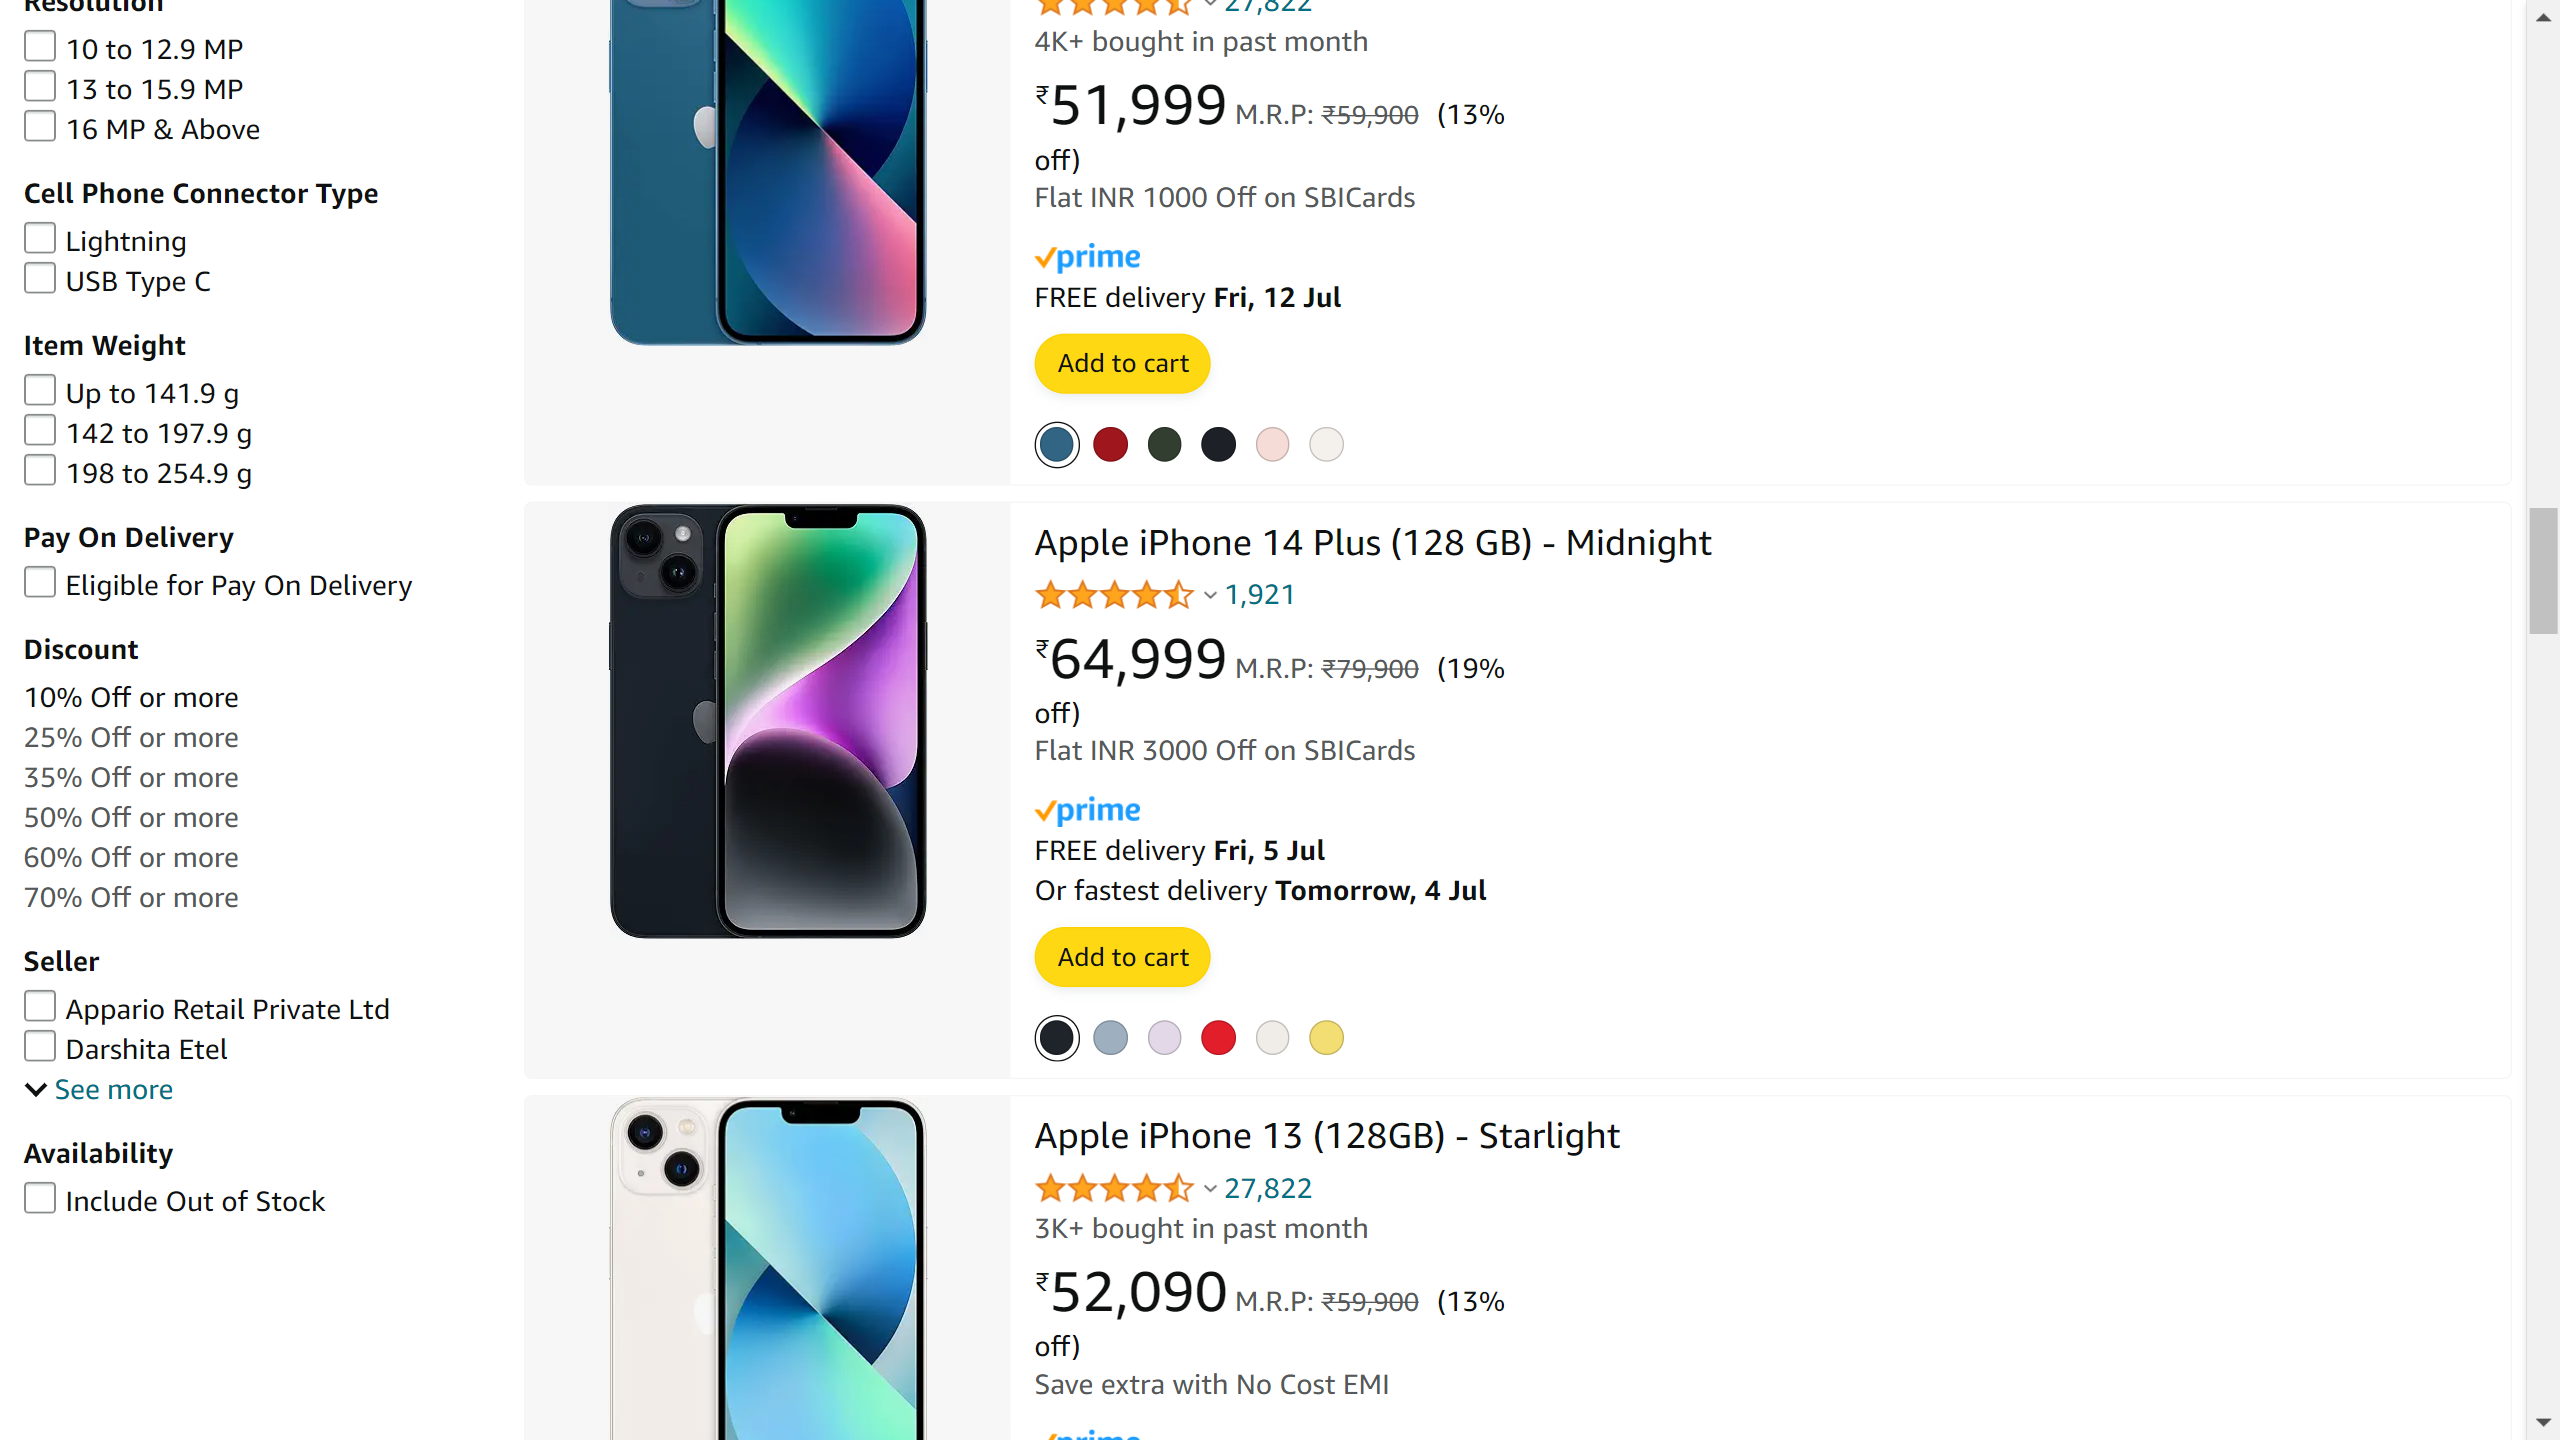 Resolution
10 to 12.9 MP
13 to 15.9 MP
16 MP & Above
Cell Phone Connector Type
Lightning
USB Type C
Item Weight
Up to 141.9 g
142 to 197.9 g
198 to 254.9 g
Pay On Delivery
Eligible for Pay On Delivery
Discount
10% Off or more
25% Off or more
35% Off or more
50% Off or more
60% Off or more
70% Off or more
Seller
Appario Retail Private Ltd
Darshita Etel
See more
Availability
Include Out of Stock
27,822
4K+ bought in past month
₹51,999 M.R.P: ₹59,900 (13%
off)
Flat INR 1000 Off on SBICards
prime
FREE delivery Fri, 12 Jul
Add to cart
Apple iPhone 14 Plus (128 GB) - Midnight
1,921
₹64,999 M.R.P: ₹79,900 (19%
off)
Flat INR 3000 Off on SBICards
prime
FREE delivery Fri, 5 Jul
Or fastest delivery Tomorrow, 4 Jul
Add to cart
Apple iPhone 13 (128GB) - Starlight
27,822
3K+ bought in past month
₹52,090 M.R.P: ₹59,900 (13%
off)
Save extra with No Cost EMI
prime